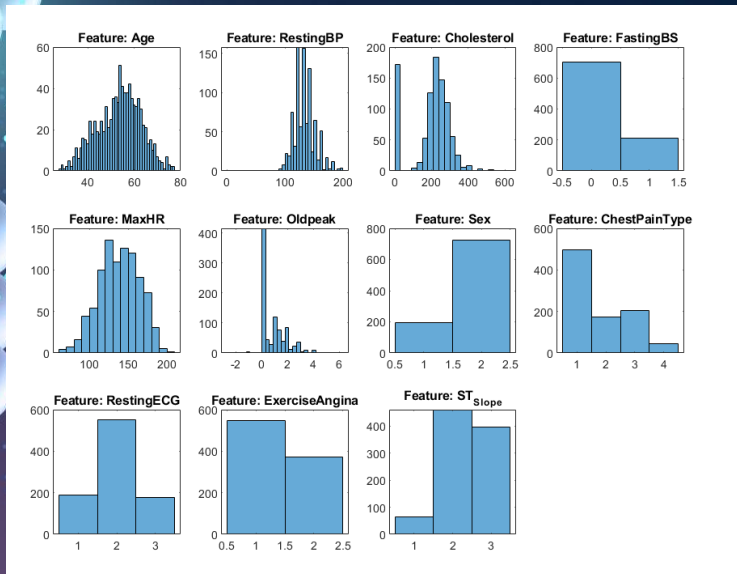 Feature: Age
60
40
20
0
40 60 80
Feature: RestingBP
150
100
50
0
0 100 200
Feature: Cholesterol
200
150
100
50
0
0 200 400 600
Feature: FastingBS
800
600
400
200
0
-0.5 0 0.5 1 1.5
Feature: MaxHR
150
100
50
0
100 150 200
Feature: Oldpeak
400
300
200
100
0
-2 0 2 4 6
Feature: Sex
800
600
400
200
0
0.5 1 1.5 2 2.5
Feature: ChestPainType
600
400
200
0
1 2 3 4
Feature: RestingECG
600
400
200
0
1 2 3
Feature: ExerciseAngina
600
400
200
0
0.5 1 1.5 2 2.5
Feature: ST_Slope
400
300
200
100
0
1 2 3